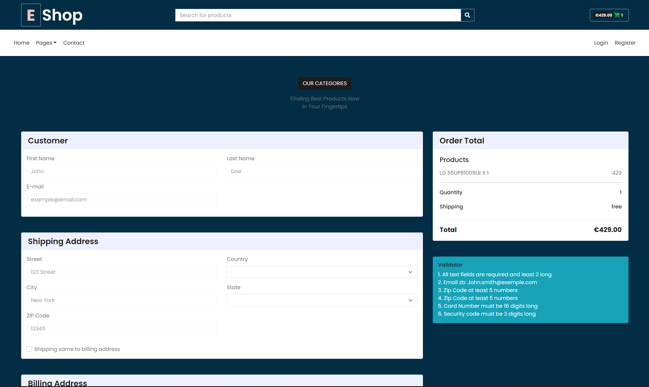 E Shop
Search for products
€429.00 1
Home Pages Contact
Login Register
OUR CATEGORIES
Finding Best Products Now
in Your Fingertips
Customer
First Name
Last Name
John
Doe
E-mail
example@email.com
Shipping Address
Street
Country
123 Street
City
State
New York
ZIP Code
12345
Shipping same to billing address
Billing Address
Order Total
Products
LG 55UP81009LR X 1 429
Quantity 1
Shipping free
Total €429.00
Validator
1. All text fields are required and least 2 long
2. Email zb: John.smith@exemple.com
3. Zip Code at least 5 numbers
4. Zip Code at least 5 numbers
5. Card Number must be 16 digits long
6. Security code must be 3 digits long